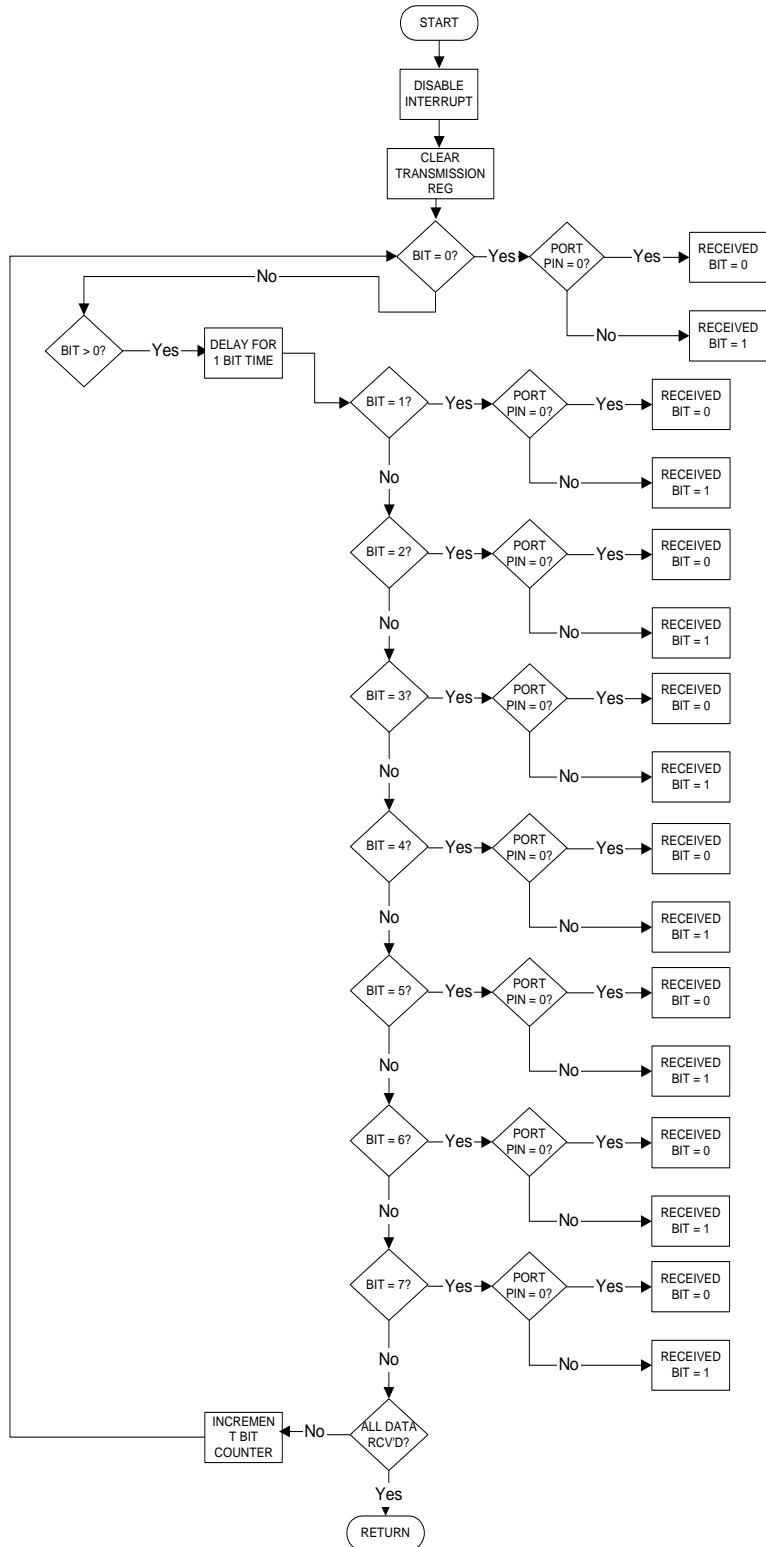 START
DISABLE
INTERRUPT
CLEAR
TRANSMISSION
REG
BIT = 0?
Yes
PORT
PIN = 0?
Yes
RECEIVED
BIT = 0
No
No
RECEIVED
BIT = 1
BIT > 0?
Yes
DELAY FOR
1 BIT TIME
BIT = 1?
Yes
PORT
PIN = 0?
Yes
RECEIVED
BIT = 0
No
No
RECEIVED
BIT = 1
BIT = 2?
Yes
PORT
PIN = 0?
Yes
RECEIVED
BIT = 0
No
No
RECEIVED
BIT = 1
BIT = 3?
Yes
PORT
PIN = 0?
Yes
RECEIVED
BIT = 0
No
No
RECEIVED
BIT = 1
BIT = 4?
Yes
PORT
PIN = 0?
Yes
RECEIVED
BIT = 0
No
No
RECEIVED
BIT = 1
BIT = 5?
Yes
PORT
PIN = 0?
Yes
RECEIVED
BIT = 0
No
No
RECEIVED
BIT = 1
BIT = 6?
Yes
PORT
PIN = 0?
Yes
RECEIVED
BIT = 0
No
No
RECEIVED
BIT = 1
BIT = 7?
Yes
PORT
PIN = 0?
Yes
RECEIVED
BIT = 0
No
No
RECEIVED
BIT = 1
ALL DATA
RCV'D?
No
INCREMEN
T BIT
COUNTER
Yes
RETURN